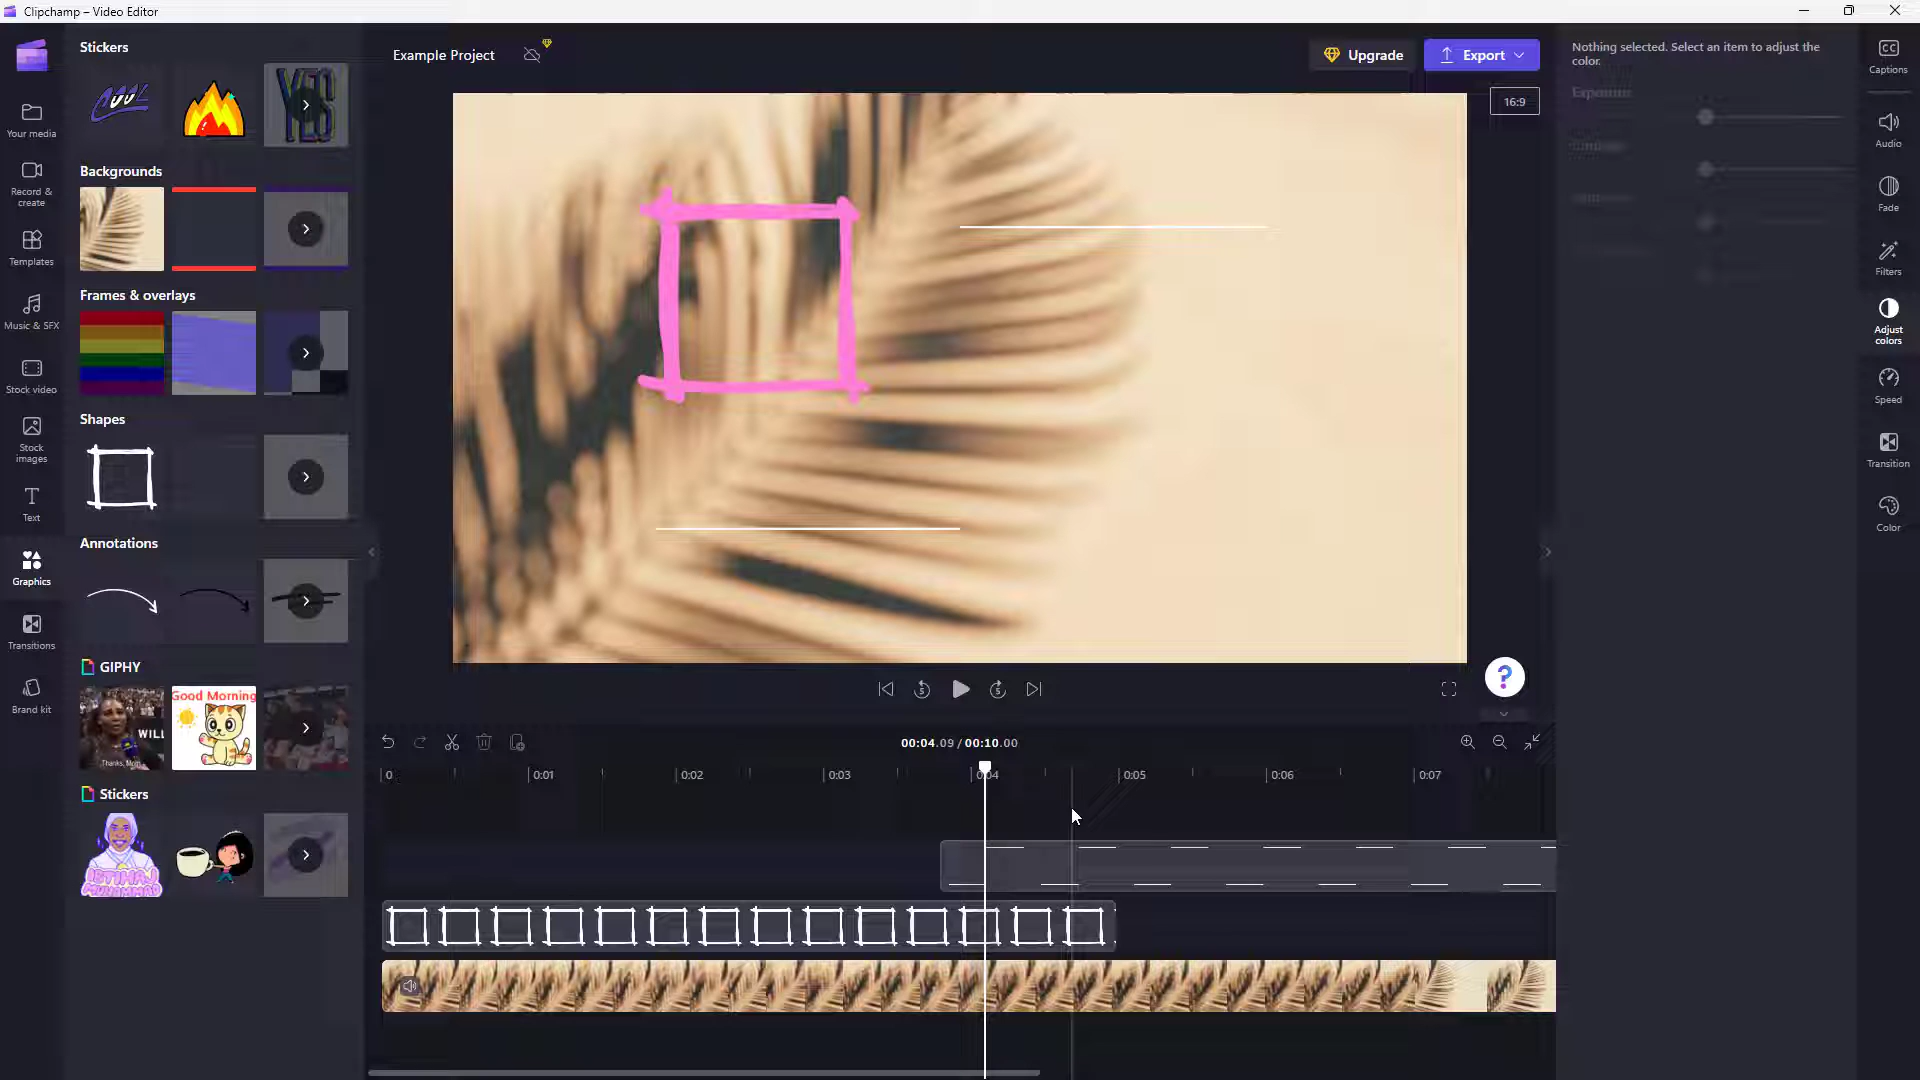 Clipchamp – Video Editor
Stickers
Example Project
Upgrade
Export
Nothing selected. Select an item to adjust the
color.
Captions
16:9
COOL
YES
Your media
Audio
Backgrounds
Record &
create
Fade
Templates
Filters
Frames & overlays
Music & SFX
Adjust
colors
Stock video
Speed
Shapes
Stock
images
Transition
Text
Color
Annotations
Graphics
Transitions
GIPHY
Good Morning
WILL
Thanks, Mom
Brand kit
?
00:04.09 / 00:10.00
0
0:01
0:02
0:03
0:04
0:05
0:06
0:07
Stickers
IBTIHAJ
MUHAMMAD